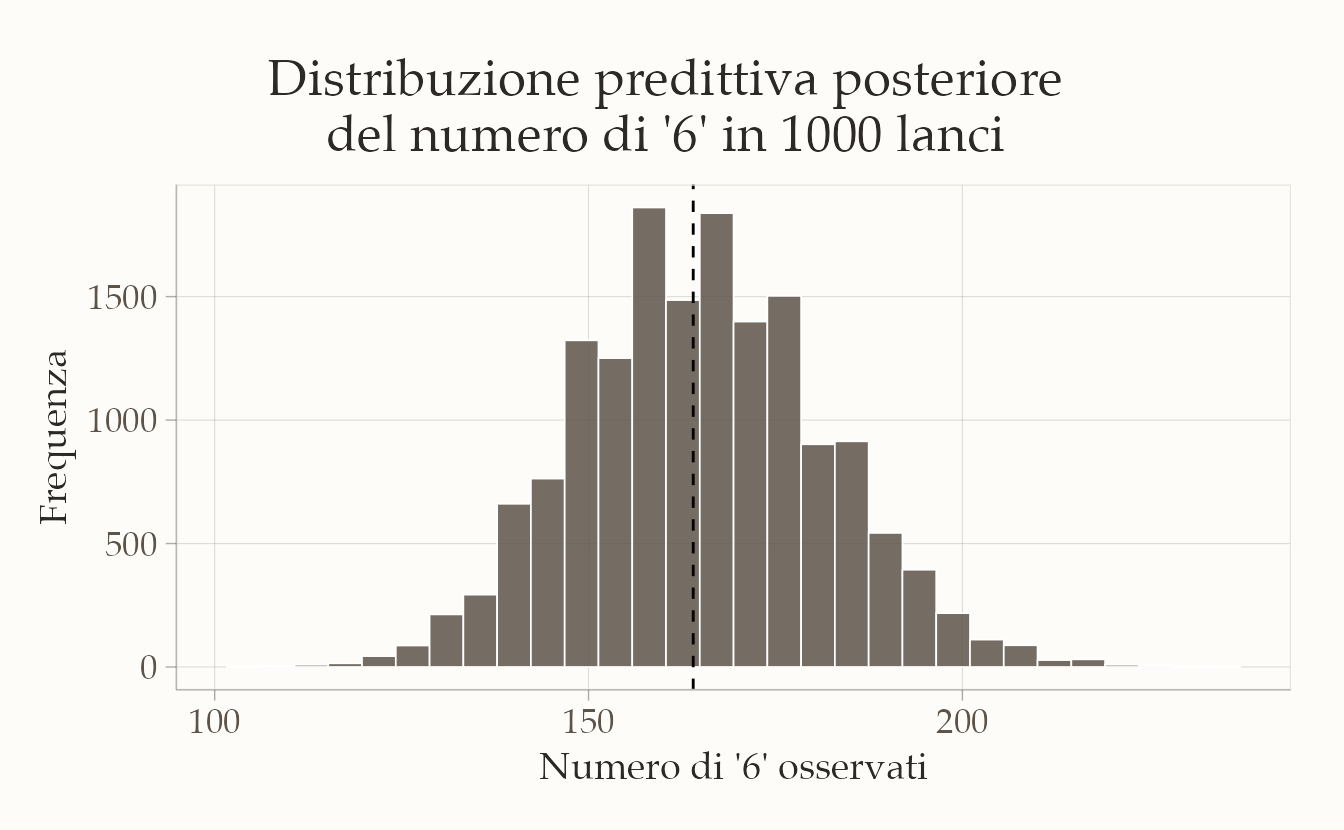 Distribuzione predittiva posteriore
del numero di '6' in 1000 lanci
Frequenza
1500
1000
500
0
100 150 200
Numero di '6' osservati